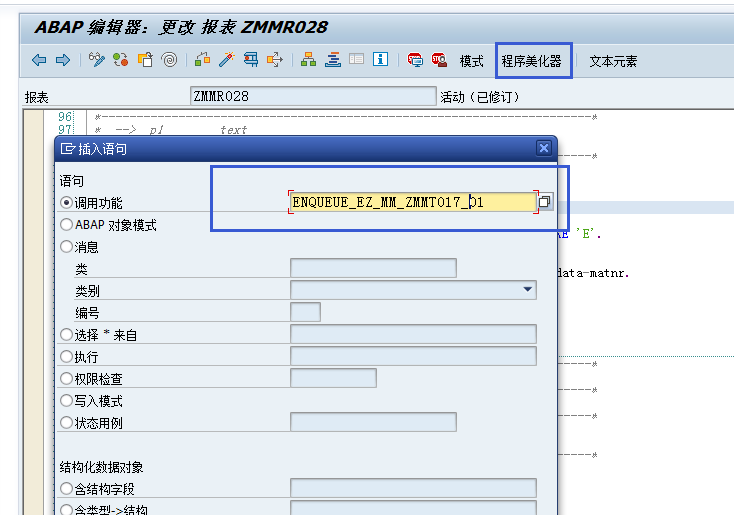 ABAP 编辑器：更改 报表 ZMMR028
模式 程序美化器 文本元素
报表 ZMMR028 活动（已修订）
96 *----------------------------------------------------------------------*
97 * --> p1 text
插入语句
语句
调用功能 ENQUEUE_EZ_MM_ZMMT017_01
ABAP 对象模式
'E'.
消息
类
data-matnr.
类别
编号
选择 * 来自
执行
权限检查
写入模式
状态用例
结构化数据对象
含结构字段
含类型->结构